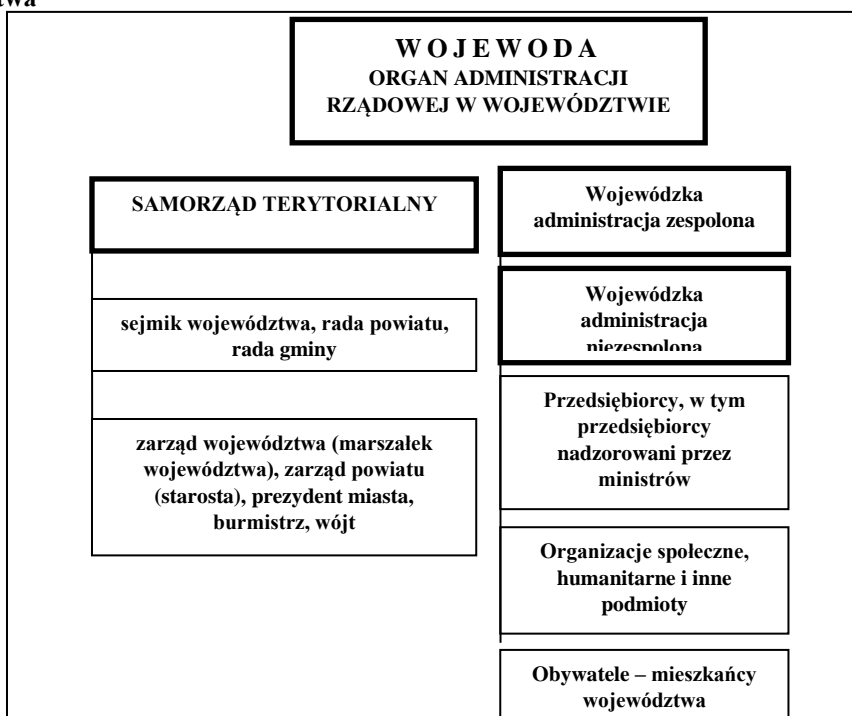 W O J E W O D A
ORGAN ADMINISTRACJI
RZĄDOWEJ W WOJEWÓDZTWIE
SAMORZĄD TERYTORIALNY
sejmik województwa, rada powiatu,
rada gminy
zarząd województwa (marszałek
województwa), zarząd powiatu
(starosta), prezydent miasta,
burmistrz, wójt
Wojewódzka
administracja zespolona
Wojewódzka
administracja
niezespolona
Przedsiębiorcy, w tym
przedsiębiorcy
nadzorowani przez
ministrów
Organizacje społeczne,
humanitarne i inne
podmioty
Obywatele – mieszkańcy
województwa